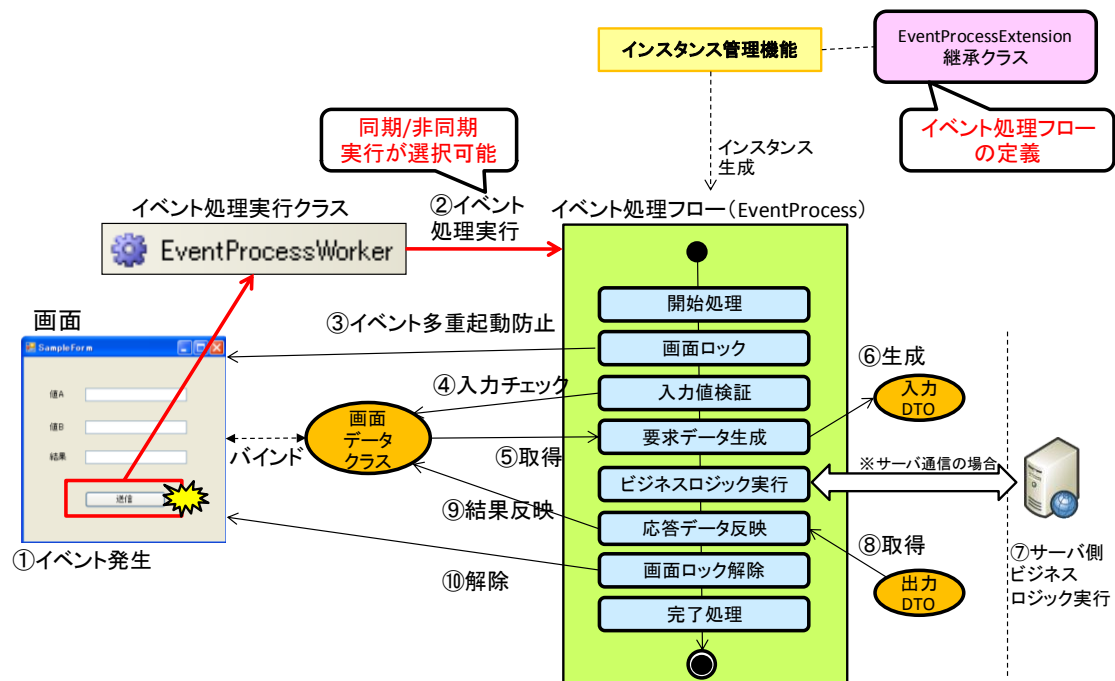 インスタンス管理機能
EventProcessExtension
継承クラス
イベント処理フロー
の定義
同期/非同期
実行が選択可能
インスタンス
生成
イベント処理実行クラス
②イベント
処理実行
イベント処理フロー(EventProcess)
EventProcessWorker
開始処理
画面
③イベント多重起動防止
SampleForm
画面ロック
⑥生成
値A
④入力チェック
入力値検証
入力
DTO
値B
画面
データ
クラス
要求データ生成
バインド
⑤取得
結果
※サーバ通信の場合
ビジネスロジック実行
送信
⑨結果反映
応答データ反映
⑧取得
①イベント発生
⑦サーバ側
ビジネス
ロジック実行
⑩解除
画面ロック解除
出力
DTO
完了処理